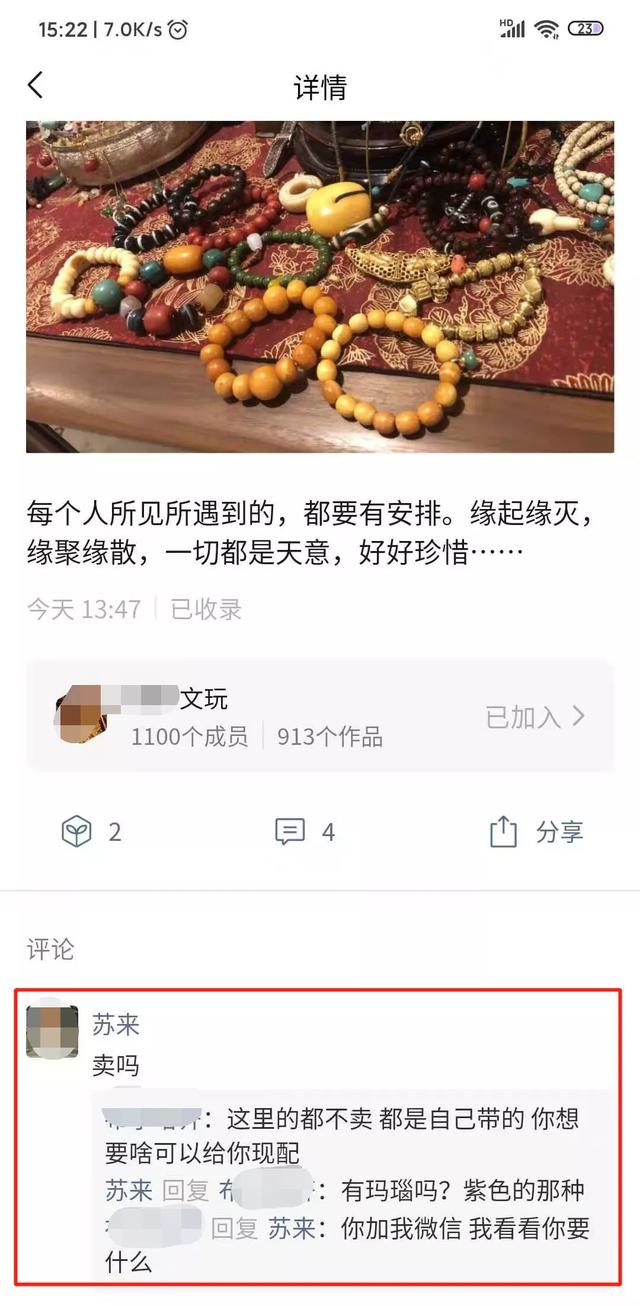 15:22 | 7.0K/s
HD
23
详情
每个人所见所遇到的，都要有安排。缘起缘灭，
缘聚缘散，一切都是天意，好好珍惜……
今天 13:47 | 已收录
文玩
1100个成员 | 913个作品
已加入
2
4
分享
评论
苏来
卖吗
：这里的都不卖 都是自己带的 你想
要啥可以给你现配
苏来 回复 布 ：有玛瑙吗？紫色的那种
回复 苏来：你加我微信 我看看你要
什么